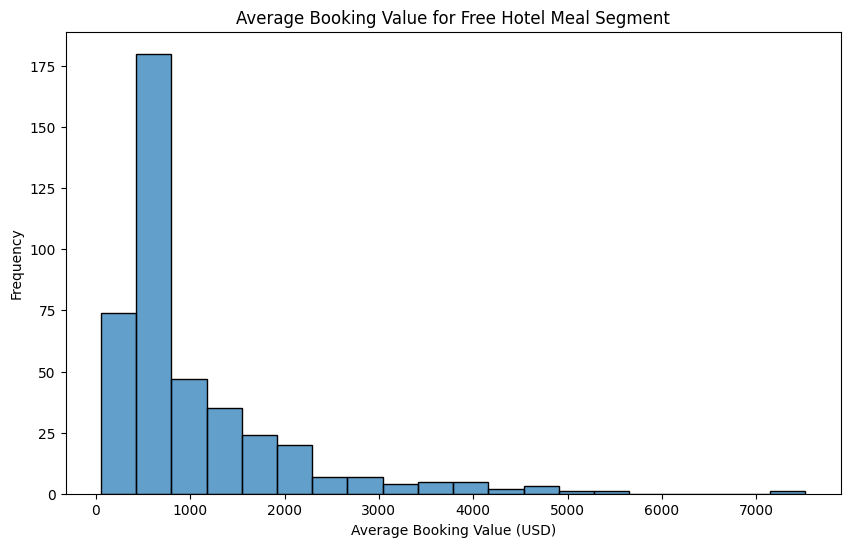 Average Booking Value for Free Hotel Meal Segment
Frequency
175
150
125
100
75
50
25
0
0 1000 2000 3000 4000 5000 6000 7000
Average Booking Value (USD)